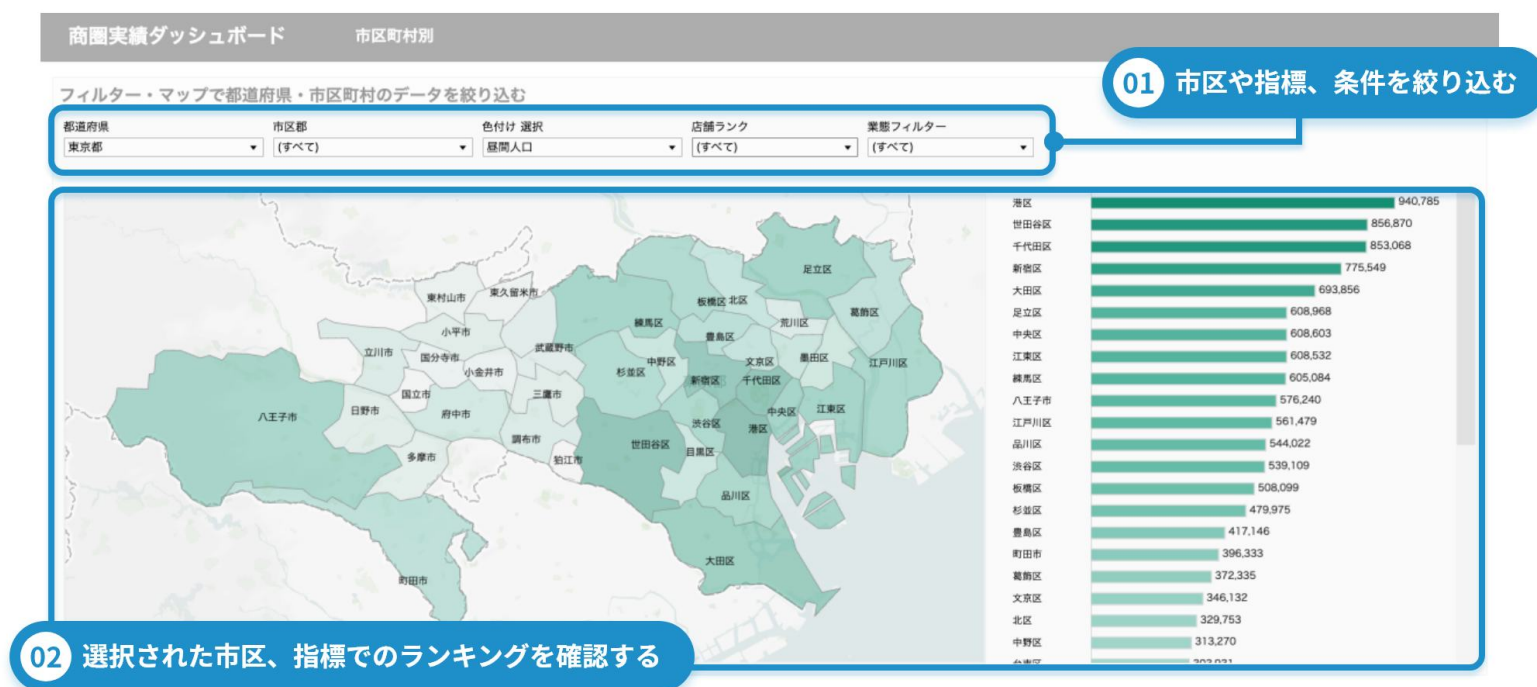 商圏実績ダッシュボード 市区町村別
01 市区や指標、条件を絞り込む
フィルター・マップで都道府県・市区町村のデータを絞り込む
都道府県 市区郡 色付け 選択 店舗ランク 業態フィルター
東京都 (すべて) 昼間人口 (すべて) (すべて)
足立区
東村山市 東久留米市
板橋区 北区
葛飾区
練馬区 荒川区
小平市 豊島区
立川市 国分寺市 武蔵野市
中野区 文京区 墨田区 江戸川区
小金井市 杉並区
新宿区 千代田区
国立市 三鷹市
八王子市 日野市 府中市 中央区 江東区
渋谷区 港区
調布市 世田谷区 目黒区
多摩市 狛江市
品川区
大田区
町田市
港区 940,785
世田谷区 856,870
千代田区 853,068
新宿区 775,549
大田区 693,856
足立区 608,968
中央区 608,603
江東区 608,532
練馬区 605,084
八王子市 576,240
江戸川区 561,479
品川区 544,022
渋谷区 539,109
板橋区 508,099
杉並区 479,975
豊島区 417,146
町田市 396,333
葛飾区 372,335
文京区 346,132
北区 329,753
中野区 313,270
02 選択された市区、指標でのランキングを確認する